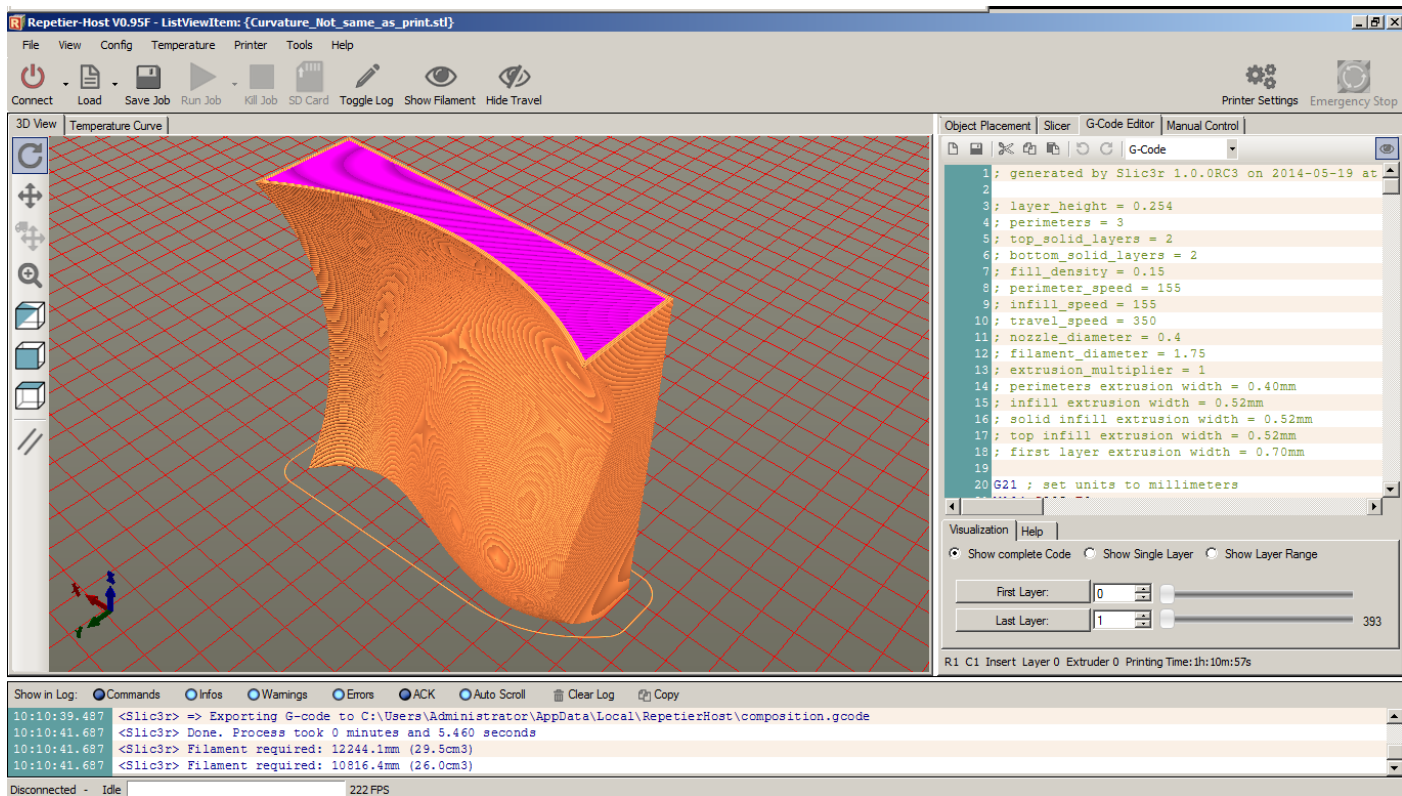 Repetier-Host V0.95F - ListViewItem: {Curvature_Not_same_as_print.stl}
File View Config Temperature Printer Tools Help
Connect Load Save Job Run Job Kill Job SD Card Toggle Log Show Filament Hide Travel Printer Settings Emergency Stop
3D View Temperature Curve
Object Placement Slicer G-Code Editor Manual Control
G-Code
1 ; generated by Slic3r 1.0.0RC3 on 2014-05-19 at
2
3 ; layer_height = 0.254
4 ; perimeters = 3
5 ; top_solid_layers = 2
6 ; bottom_solid_layers = 2
7 ; fill_density = 0.15
8 ; perimeter_speed = 155
9 ; infill_speed = 155
10 ; travel_speed = 350
11 ; nozzle_diameter = 0.4
12 ; filament_diameter = 1.75
13 ; extrusion_multiplier = 1
14 ; perimeters extrusion width = 0.40mm
15 ; infill extrusion width = 0.52mm
16 ; solid infill extrusion width = 0.52mm
17 ; top infill extrusion width = 0.52mm
18 ; first layer extrusion width = 0.70mm
19
20 G21 ; set units to millimeters
Visualization Help
Show complete Code Show Single Layer Show Layer Range
First Layer: 0
Last Layer: 1 393
R1 C1 Insert Layer 0 Extruder 0 Printing Time:1h:10m:57s
Show in Log: Commands Infos Warnings Errors ACK Auto Scroll Clear Log Copy
10:10:39.487 <Slic3r> => Exporting G-code to C:\Users\Administrator\AppData\Local\RepetierHost\composition.gcode
10:10:41.687 <Slic3r> Done. Process took 0 minutes and 5.460 seconds
10:10:41.687 <Slic3r> Filament required: 12244.1mm (29.5cm3)
10:10:41.687 <Slic3r> Filament required: 10816.4mm (26.0cm3)
Disconnected - Idle 222 FPS